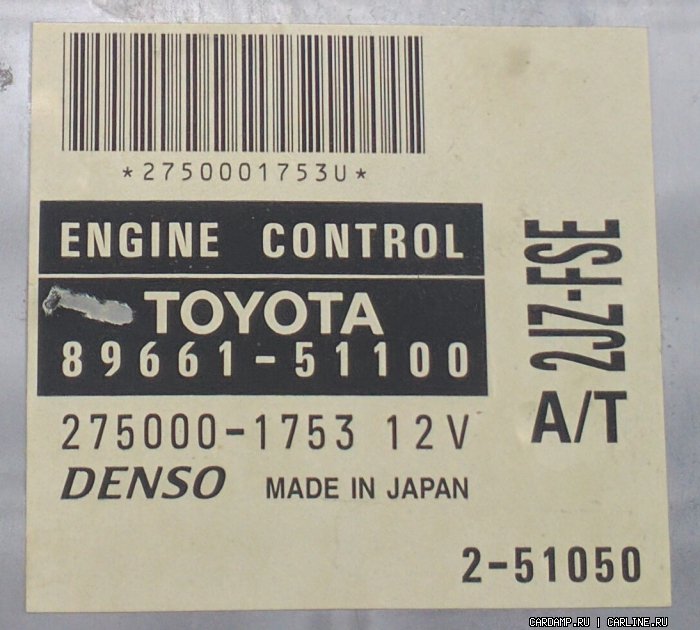 *2750001753U*
ENGINE CONTROL
TOYOTA
89661-51100
275000-1753 12V
DENSO MADE IN JAPAN
2JZ-FSE
A/T
2-51050
CARDAMP.RU | CARLINE.RU